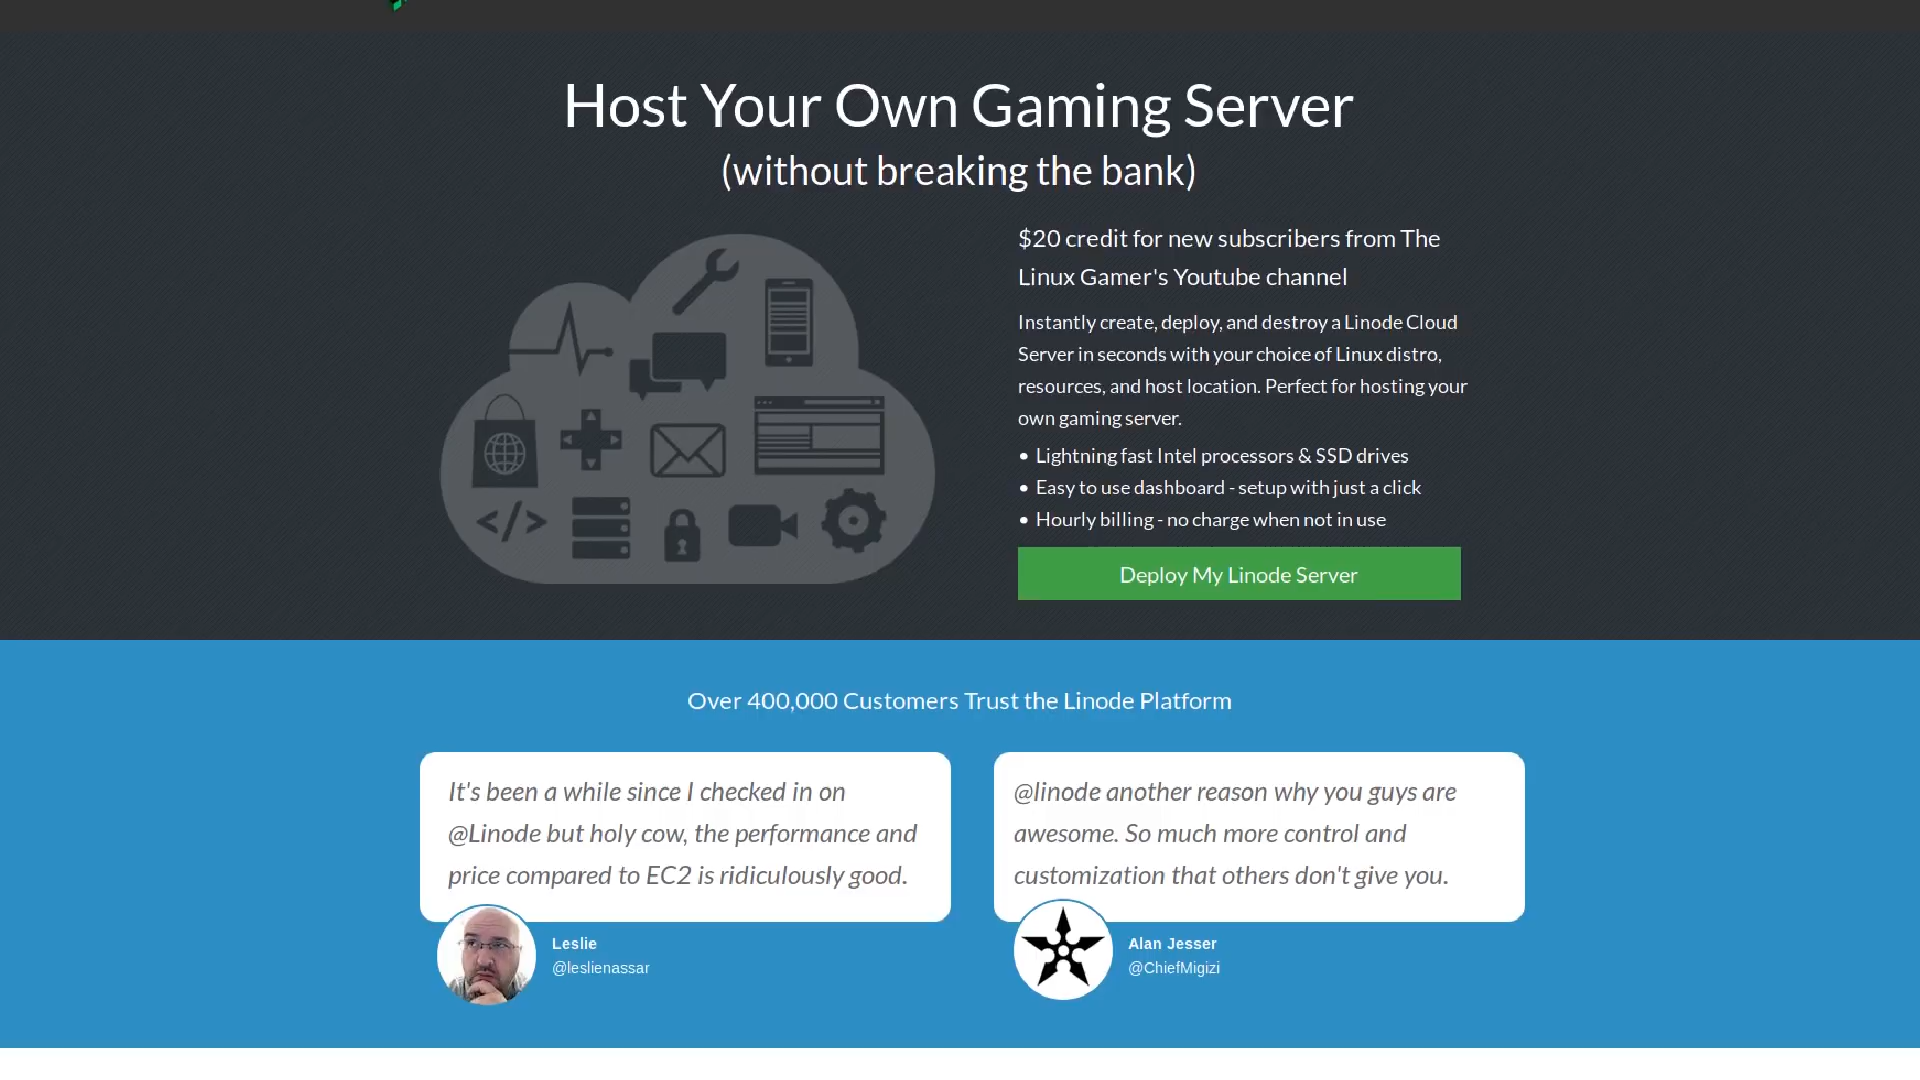 Host Your Own Gaming Server
(without breaking the bank)
$20 credit for new subscribers from The
Linux Gamer's Youtube channel
Instantly create, deploy, and destroy a Linode Cloud
Server in seconds with your choice of Linux distro,
resources, and host location. Perfect for hosting your
own gaming server.
• Lightning fast Intel processors & SSD drives
• Easy to use dashboard - setup with just a click
• Hourly billing - no charge when not in use
Deploy My Linode Server
Over 400,000 Customers Trust the Linode Platform
It's been a while since I checked in on
@Linode but holy cow, the performance and
price compared to EC2 is ridiculously good.
Leslie
@leslienassar
@linode another reason why you guys are
awesome. So much more control and
customization that others don't give you.
Alan Jesser
@ChiefMigizi